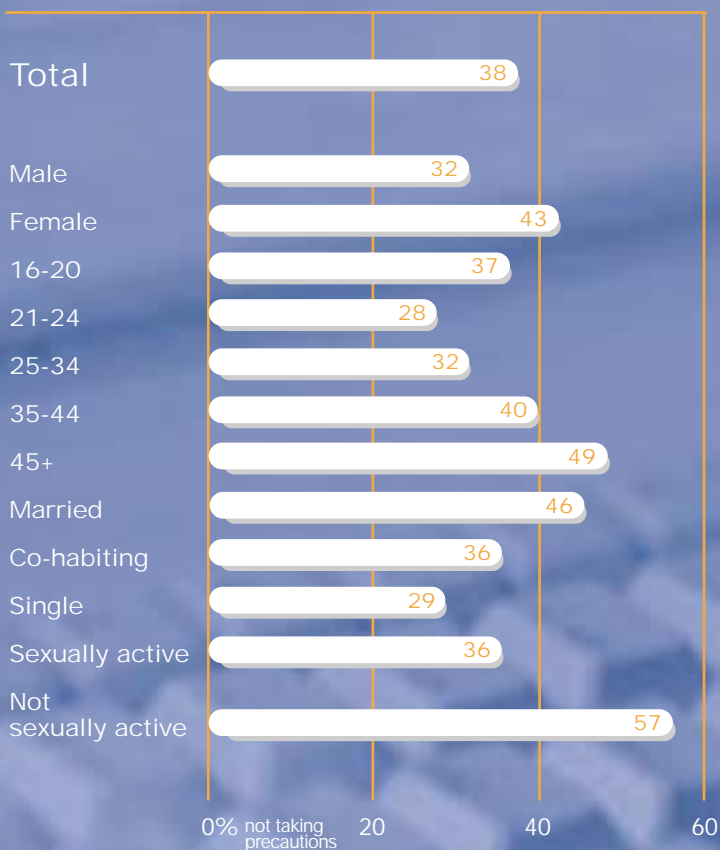 Total 38
Male 32
Female 43
16-20 37
21-24 28
25-34 32
35-44 40
45+ 49
Married 46
Co-habiting 36
Single 29
Sexually active 36
Not
sexually active 57
0% not taking 20 40 60
precautions